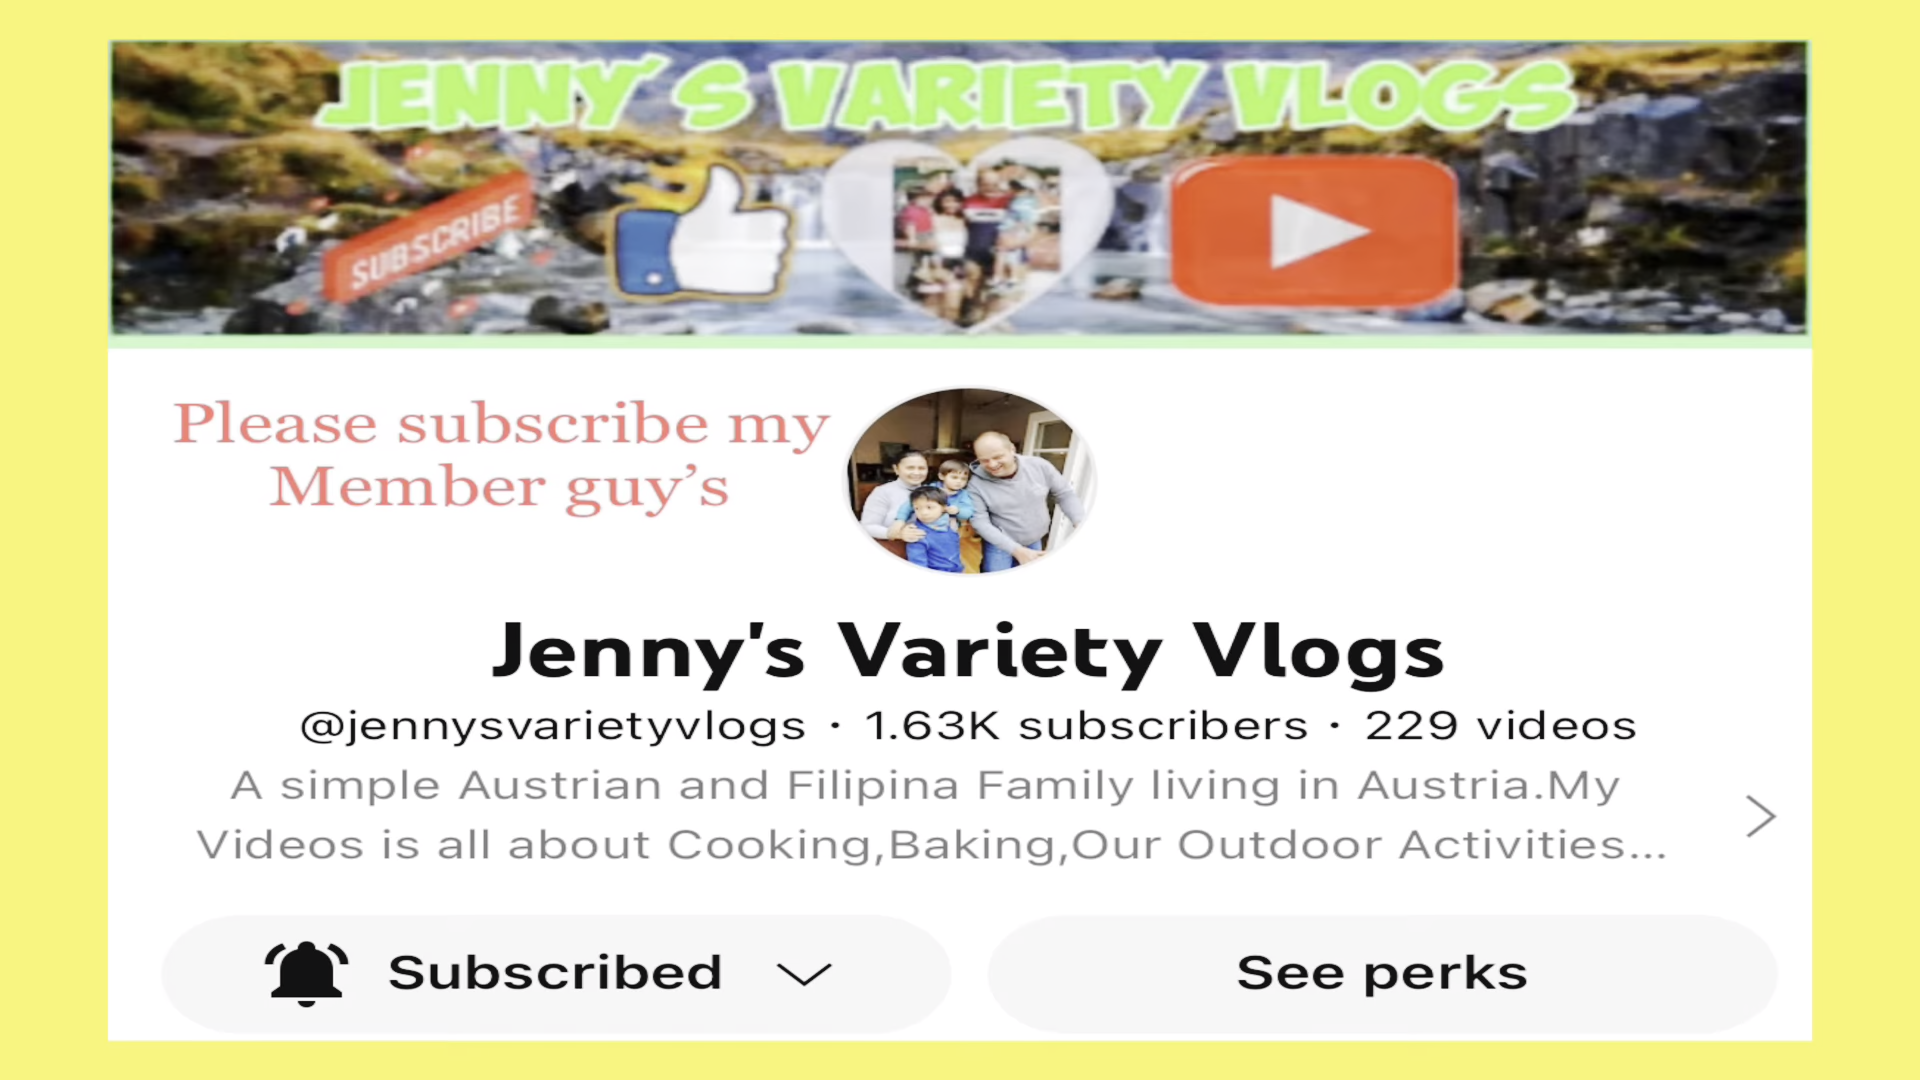 JENNY'S VARIETY VLOGS
SUBSCRIBE
Please subscribe my
Member guy’s
Jenny's Variety Vlogs
@jennysvarietyvlogs · 1.63K subscribers · 229 videos
A simple Austrian and Filipina Family living in Austria.My
Videos is all about Cooking,Baking,Our Outdoor Activities...
Subscribed
See perks